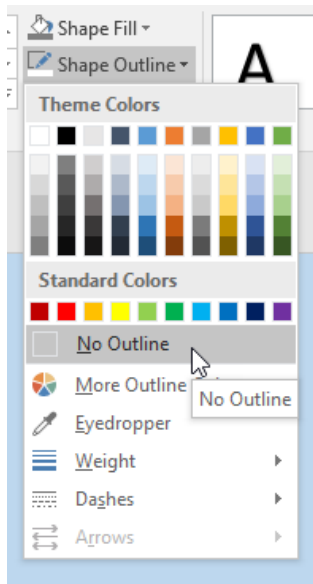 Shape Fill
Shape Outline
A
Theme Colors
Standard Colors
No Outline
More Outline
No Outline
Eyedropper
Weight
Dashes
Arrows